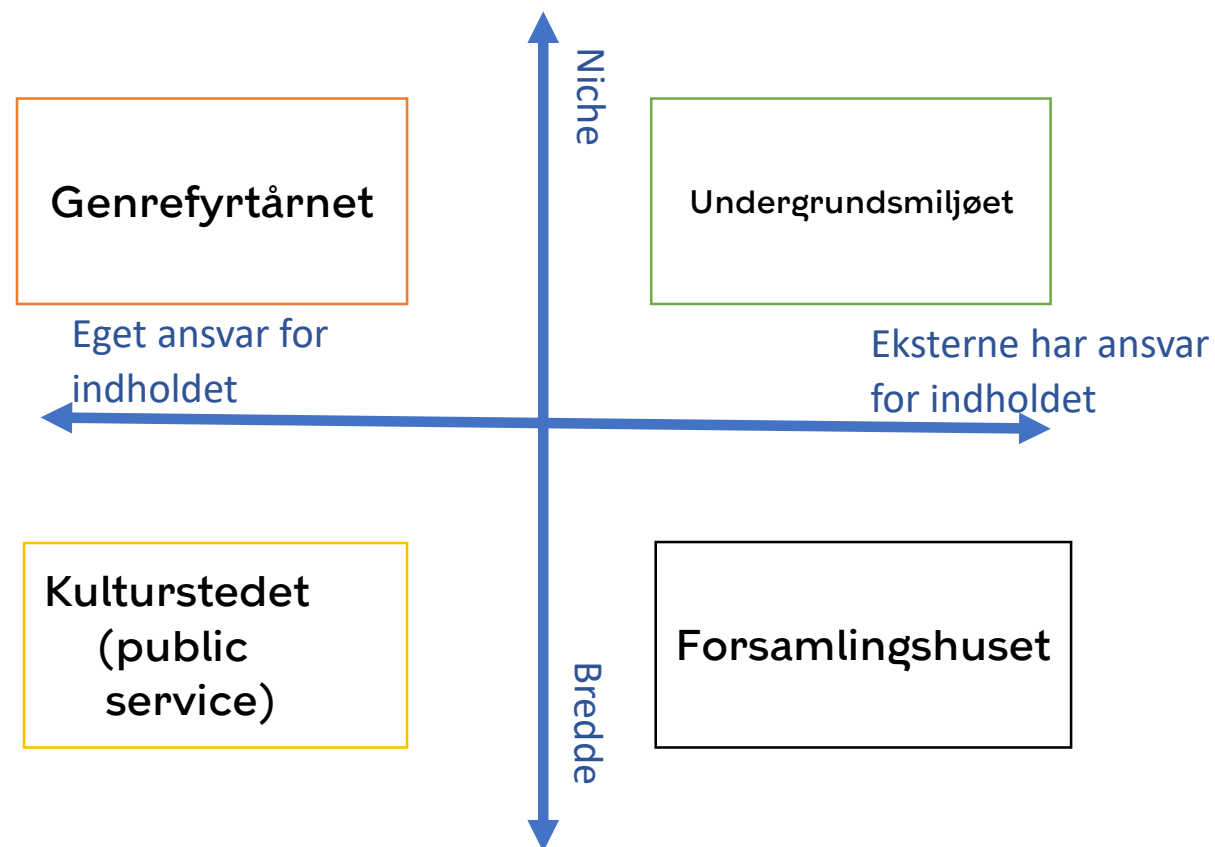 Niche
Genrefyrtårnet
Undergrundsmiljøet
Eget ansvar for
indholdet
Eksterne har ansvar
for indholdet
Kulturstedet
(public
service)
Forsamlingshuset
Bredde